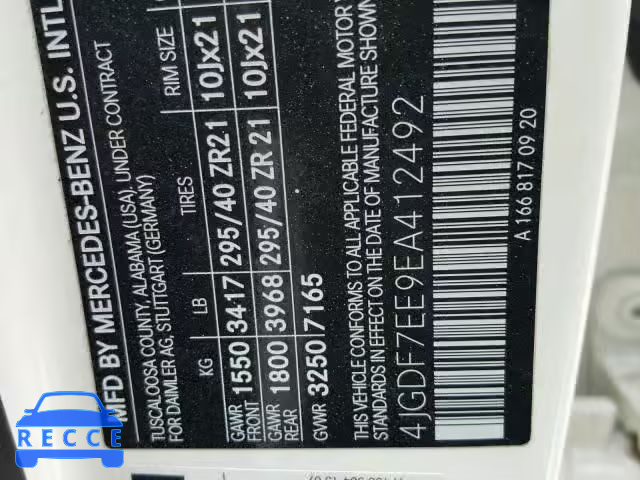 MFD BY MERCEDES-BENZ U.S. INTL
TUSCALOOSA COUNTY, ALABAMA (USA), UNDER CONTRACT
FOR DAIMLER AG, STUTTGART (GERMANY)
KG LB TIRES RIM SIZE
GAWR FRONT 1550 3417 295/40 ZR21 10Jx21
GAWR REAR 1800 3968 295/40 ZR 21 10Jx21
GVWR 3250 7165
THIS VEHICLE CONFORMS TO ALL APPLICABLE FEDERAL MOTOR
STANDARDS IN EFFECT ON THE DATE OF MANUFACTURE SHOWN
4JGDF7EE9EA412492
A 166 817 09 20
RECCE